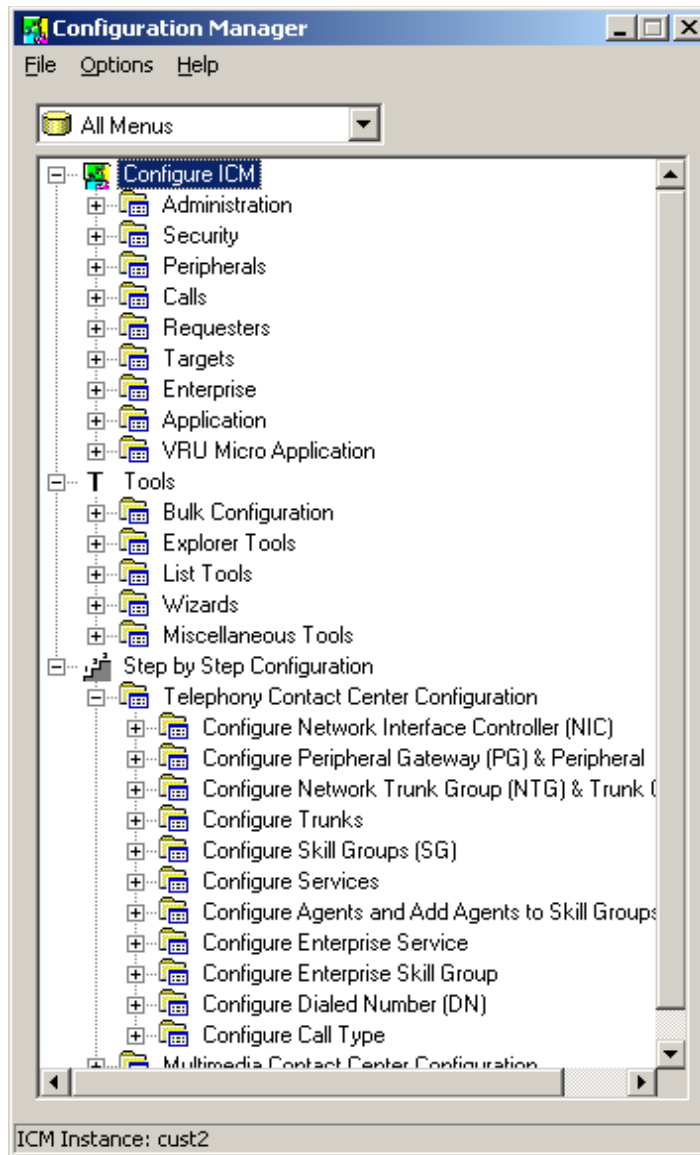 Configuration Manager
File Options Help
All Menus
Configure ICM
Administration
Security
Peripherals
Calls
Requesters
Targets
Enterprise
Application
VRU Micro Application
T Tools
Bulk Configuration
Explorer Tools
List Tools
Wizards
Miscellaneous Tools
Step by Step Configuration
Telephony Contact Center Configuration
Configure Network Interface Controller (NIC)
Configure Peripheral Gateway (PG) & Peripheral
Configure Network Trunk Group (NTG) & Trunk
Configure Trunks
Configure Skill Groups (SG)
Configure Services
Configure Agents and Add Agents to Skill Groups
Configure Enterprise Service
Configure Enterprise Skill Group
Configure Dialed Number (DN)
Configure Call Type
Multimedia Contact Center Configuration
ICM Instance: cust2